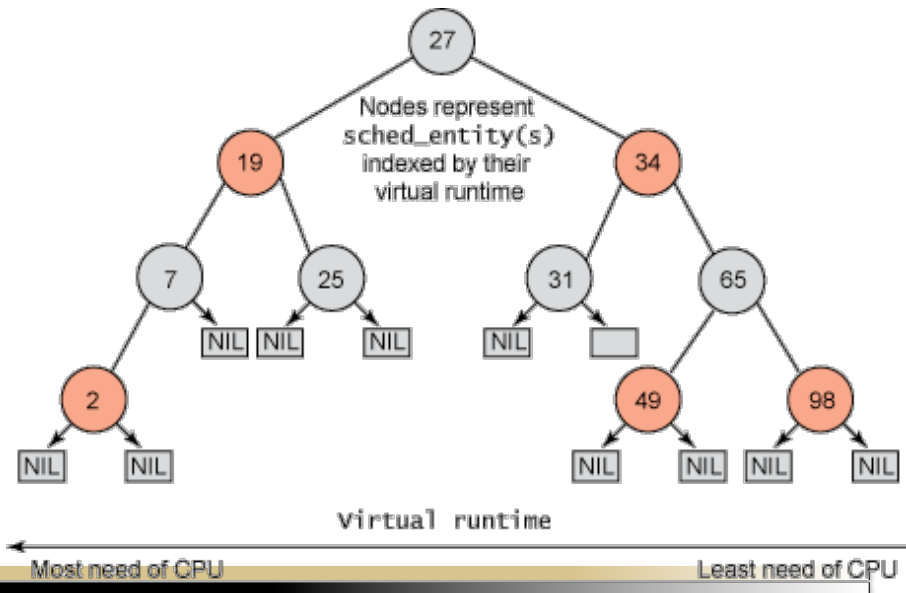 27
Nodes represent
sched_entity(s)
indexed by their
virtual runtime
19
34
7
25
31
65
NIL
NIL
NIL
NIL
2
49
98
NIL
NIL
NIL
NIL
NIL
NIL
Virtual runtime
Most need of CPU
Least need of CPU